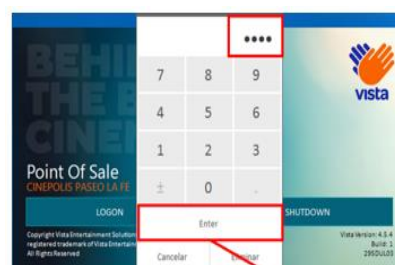 BEHI
THE E
CINE
Point Of Sale
CINEPOLIS PASEO LA FE
LOGON
Copyright Vista Entertainment Solution
registered trademark of Vista Entertain
All Rights Reserved
7 8 9
4 5 6
1 2 3
± 0 .
Enter
Cancelar Eliminar
vista
SHUTDOWN
Vista Version: 4.5.4
Build: 1